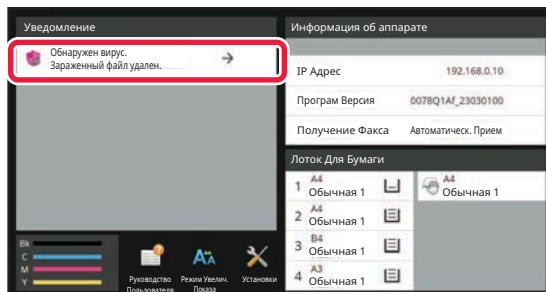 Уведомление
Обнаружен вирус.
Зараженный файл удален.
Bk
C
M
Y
Руководство
Пользователя
Режим Увелич.
Показа
Установки
Информация об аппарате
IP Адрес 192.168.0.10
Програм Версия 0078Q1Af_23030100
Получение Факса Автоматическ. Прием
Лоток Для Бумаги
1 A4
Обычная 1
2 A4
Обычная 1
3 B4
Обычная 1
4 A3
Обычная 1
A4
Обычная 1